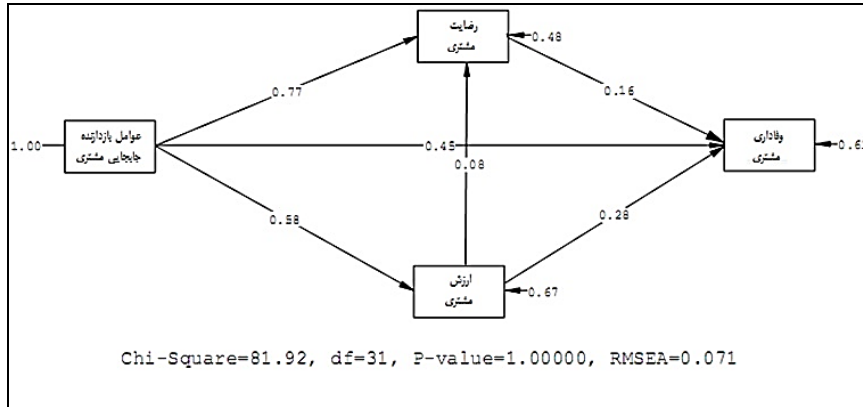 رضایت
مشتری
0.48
0.77
0.16
1.00
عوامل بازدارنده
جابجایی مشتری
0.45
وفاداری
مشتری
0.08
0.58
0.28
ارزش
مشتری
0.67
Chi-Square=81.92, df=31, P-value=1.00000, RMSEA=0.071